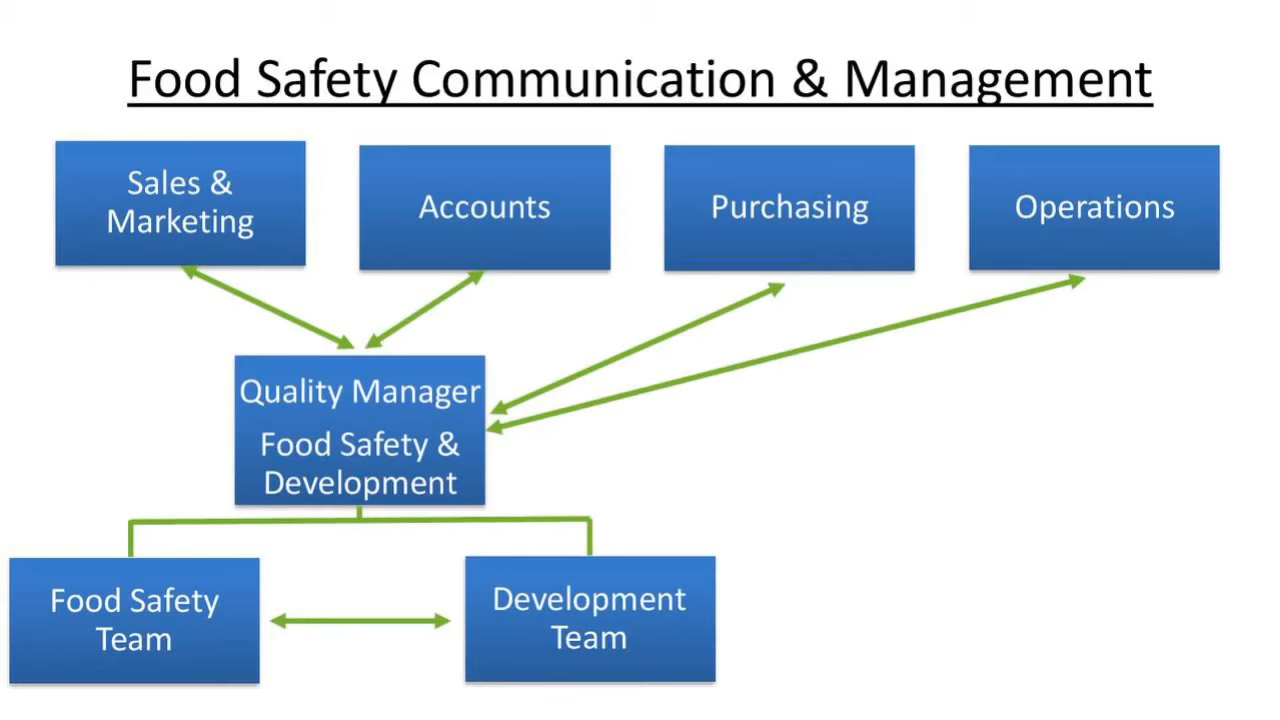 Food Safety Communication & Management
Sales &
Marketing
Accounts
Purchasing
Operations
Quality Manager
Food Safety &
Development
Food Safety
Team
Development
Team